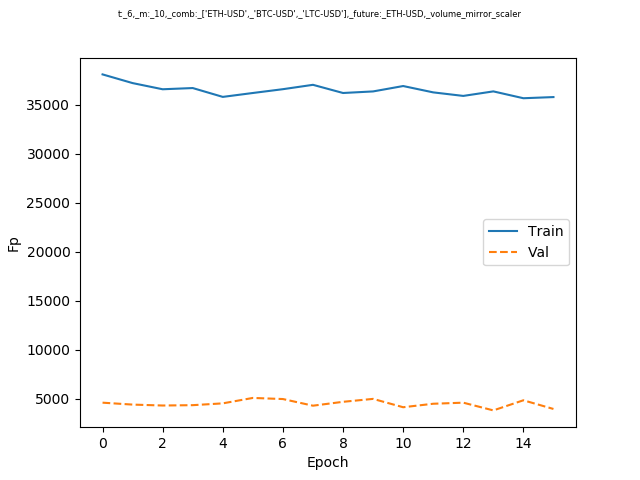 t:_6,_m:_10,_comb:_['ETH-USD',_'BTC-USD',_'LTC-USD'],_future:_ETH-USD,_volume_mirror_scaler
35000
30000
25000
20000
15000
10000
5000
Fp
Train
Val
0 2 4 6 8 10 12 14
Epoch